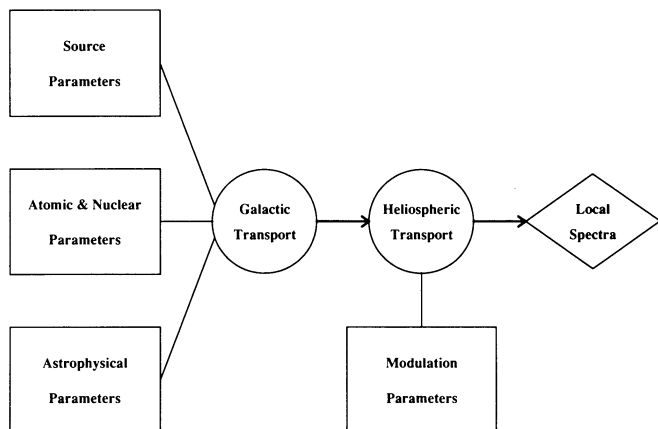 Source
Parameters
Atomic & Nuclear
Parameters
Galactic
Transport
Heliospheric
Transport
Local
Spectra
Astrophysical
Parameters
Modulation
Parameters